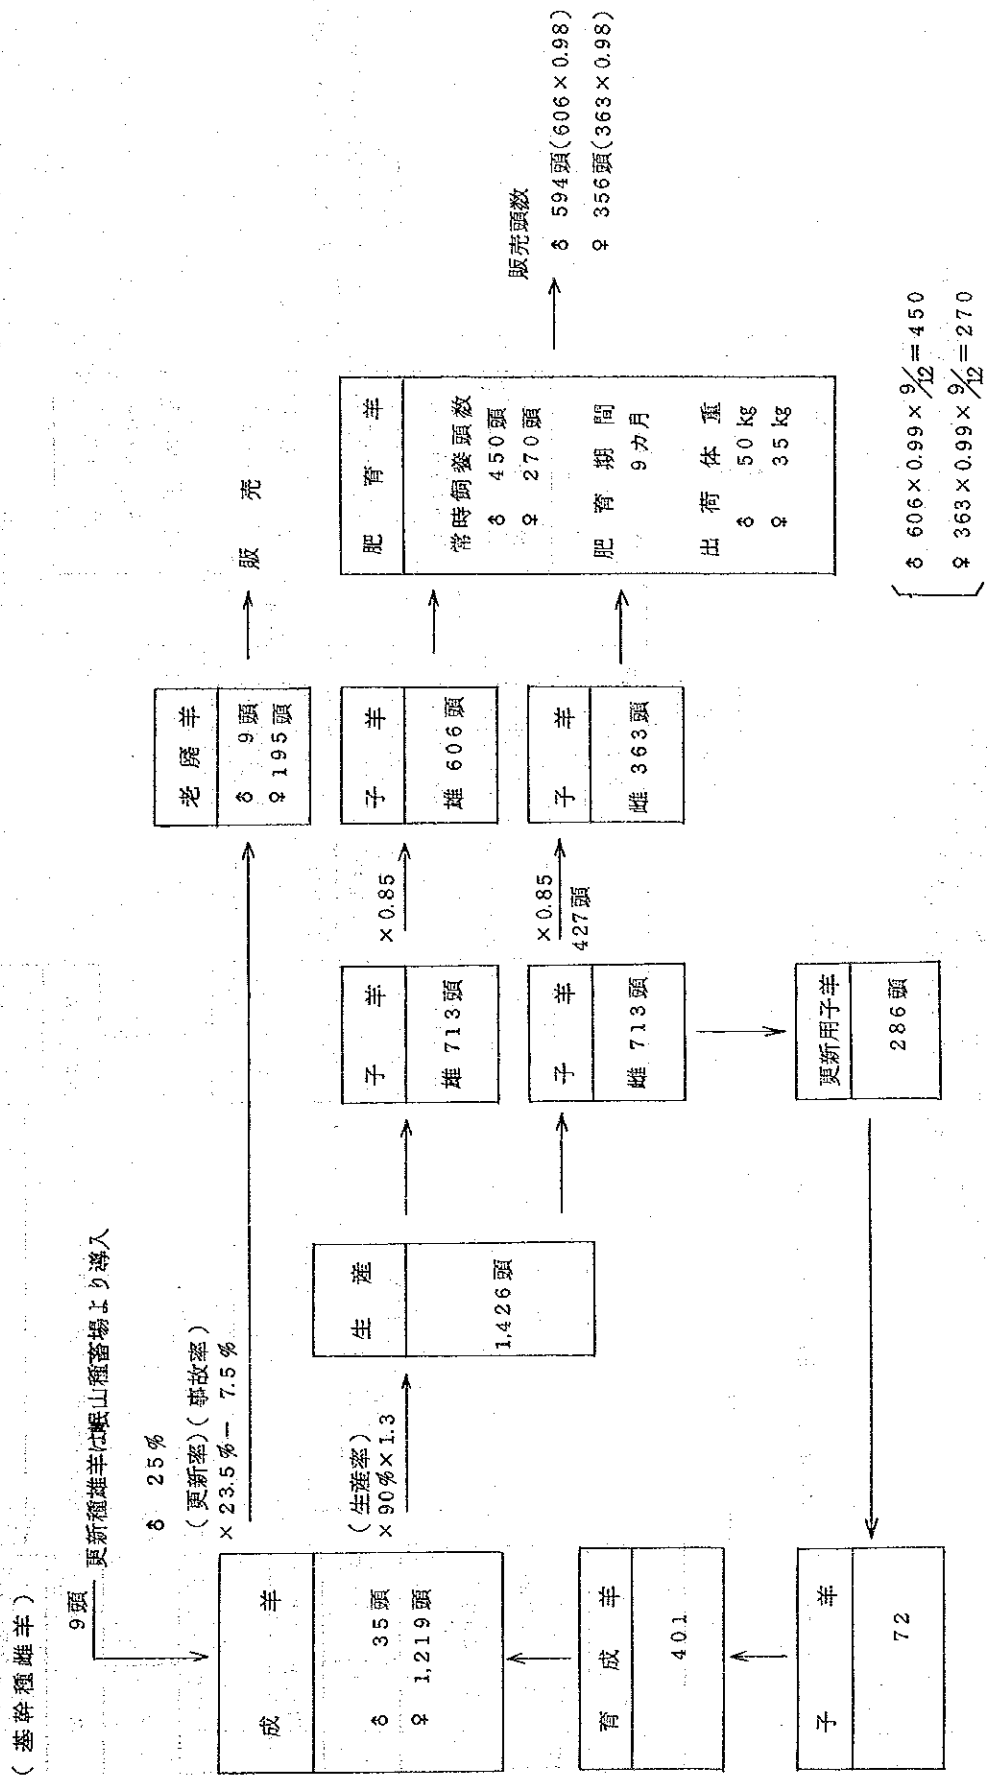 (基幹種雌羊)
9頭
更新種雄羊は岷山種畜場より導入
♂ 25%
(更新率)(事故率)
×23.5%－7.5%
成羊
♂ 35頭
♀ 1,219頭
老廃羊
♂ 9頭
♀ 195頭
販売
(生産率)
×90%×1.3
生産
1,426頭
子羊
雄 713頭
×0.85
子羊
雄 606頭
子羊
雌 713頭
×0.85
427頭
子羊
雌 363頭
肥育羊
常時飼養頭数
♂ 450頭
♀ 270頭
肥育期間
9カ月
出荷体重
♂ 50kg
♀ 35kg
販売頭数
♂ 594頭(606×0.98)
♀ 356頭(363×0.98)
育成羊
401
子羊
72
更新用子羊
286頭
♂ 606×0.99×9/12=450
♀ 363×0.99×9/12=270